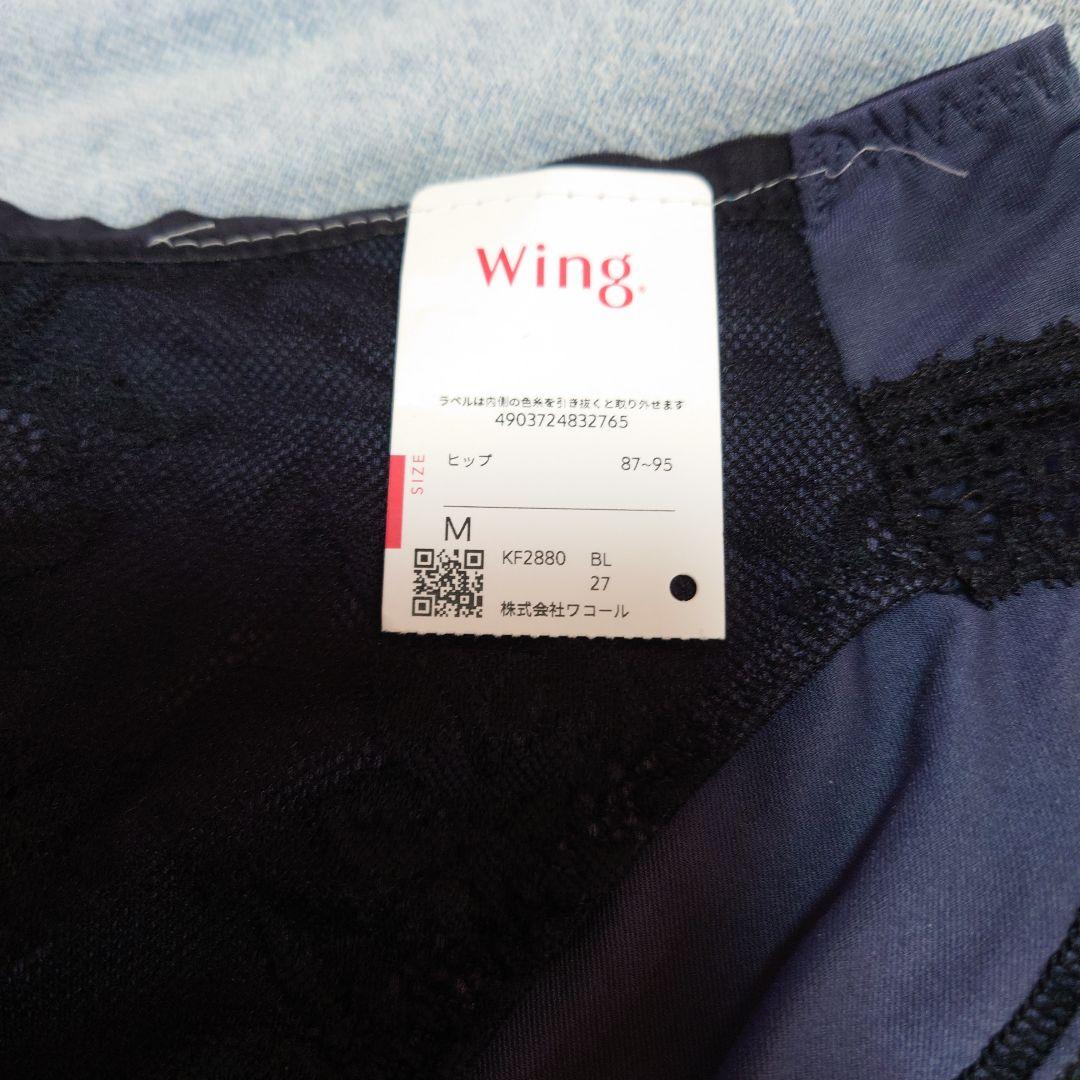 Wing
ラベルは内側の色糸を引き抜くと取り外せます
4903724832765
SIZE
ヒップ 87~95
M
KF2880 BL
27
株式会社ワコール